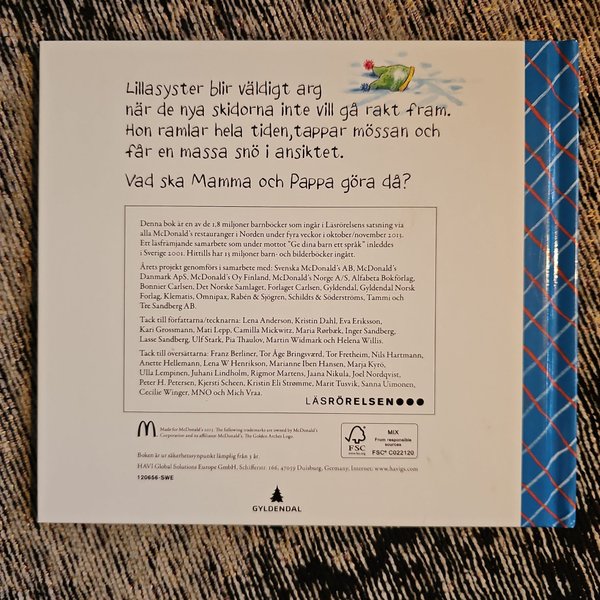 Lillasyster blir väldigt arg
när de nya skidorna inte vill gå rakt fram.
Hon ramlar hela tiden, tappar mössan och
får en massa snö i ansiktet.
Vad ska Mamma och Pappa göra då?
Denna bok är en av de 1,8 miljoner barnböcker som ingår i Läsrörelsens satsning via
alla McDonald's restauranger i Norden under fyra veckor i oktober/november 2013.
Ett läsfrämjande samarbete som under mottot "Ge dina barn ett språk" inleddes
i Sverige 2001. Hittills har 15 miljoner barn- och bilderböcker ingått.
Årets projekt genomförs i samarbete med: Svenska McDonald's AB, McDonald's
Danmark ApS, McDonald's Oy Finland, McDonald's Norge A/S, Alfabeta Bokförlag,
Bonnier Carlsen, Det Norske Samlaget, Forlaget Carlsen, Gyldendal, Gyldendal Norsk
Forlag, Klematis, Omnipax, Rabén & Sjögren, Schildts & Söderströms, Tammi och
Tre Sandberg AB.
Tack till författarna/tecknarna: Lena Anderson, Kristin Dahl, Eva Eriksson,
Kari Grossmann, Mati Lepp, Camilla Mickwitz, Maria Rørbæk, Inger Sandberg,
Lasse Sandberg, Ulf Stark, Pia Thaulov, Martin Widmark och Helena Willis.
Tack till översättarna: Franz Berliner, Tor Åge Bringsværd, Tor Fretheim, Nils Hartmann,
Anette Hellemann, Lena W Henrikson, Marianne Iben Hansen, Marja Kyrö,
Ulla Lempinen, Juhani Lindholm, Rigmor Martens, Jaana Nikula, Joel Nordqvist,
Peter H. Petersen, Kjersti Scheen, Kristin Eli Strømme, Marit Tusvik, Sanna Uimonen,
Cecilie Winger, MNO och Mich Vraa.
LÄSRÖRELSEN
Made for McDonald's 2013. The following trademarks are owned by McDonald's
Corporation and its affiliates: McDonald's, The Golden Arches Logo.
FSC
www.fsc.org
MIX
From responsible
sources
FSC® C022120
Boken är ur säkerhetssynpunkt lämplig från 3 år.
HAVI Global Solutions Europe GmbH, Schifferstr. 166, 47059 Duisburg, Germany, Internet: www.havigs.com
120656-SWE
GYLDENDAL